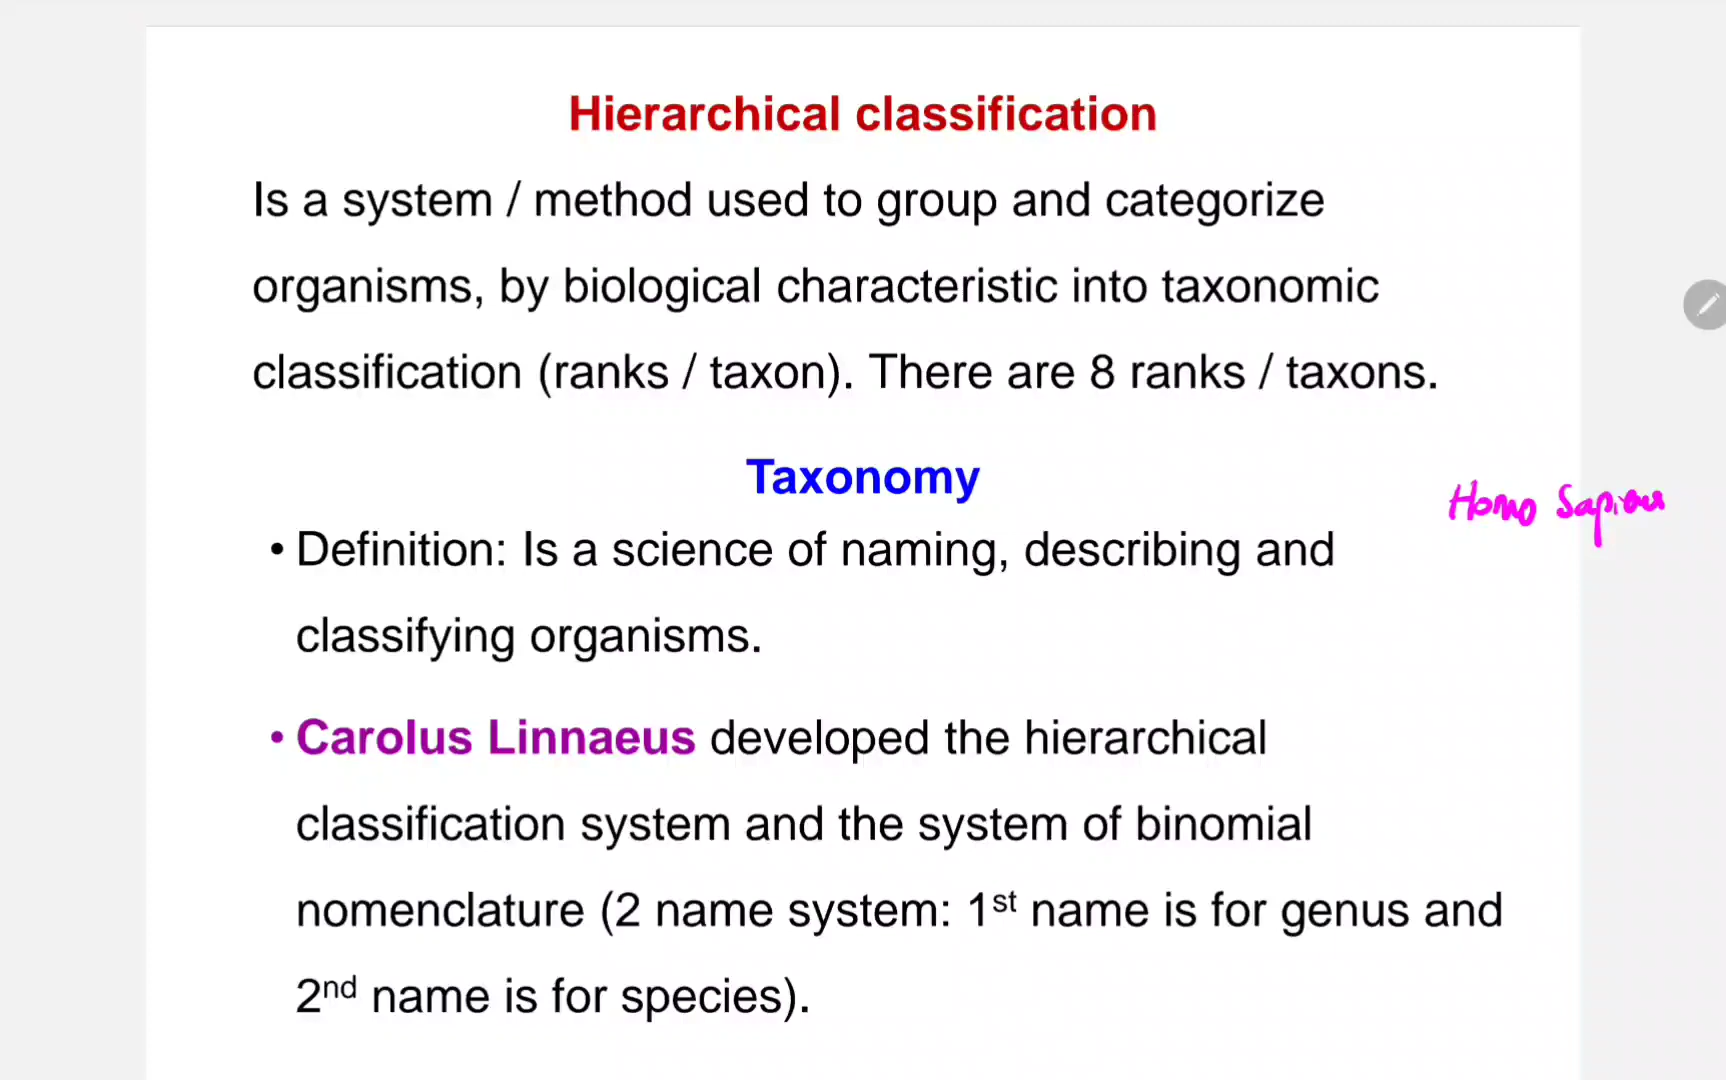 Hierarchical classification
Is a system / method used to group and categorize
organisms, by biological characteristic into taxonomic
classification (ranks / taxon). There are 8 ranks / taxons.
Taxonomy
Homo Sapiens
• Definition: Is a science of naming, describing and
classifying organisms.
• Carolus Linnaeus developed the hierarchical
classification system and the system of binomial
nomenclature (2 name system: 1st name is for genus and
2nd name is for species).